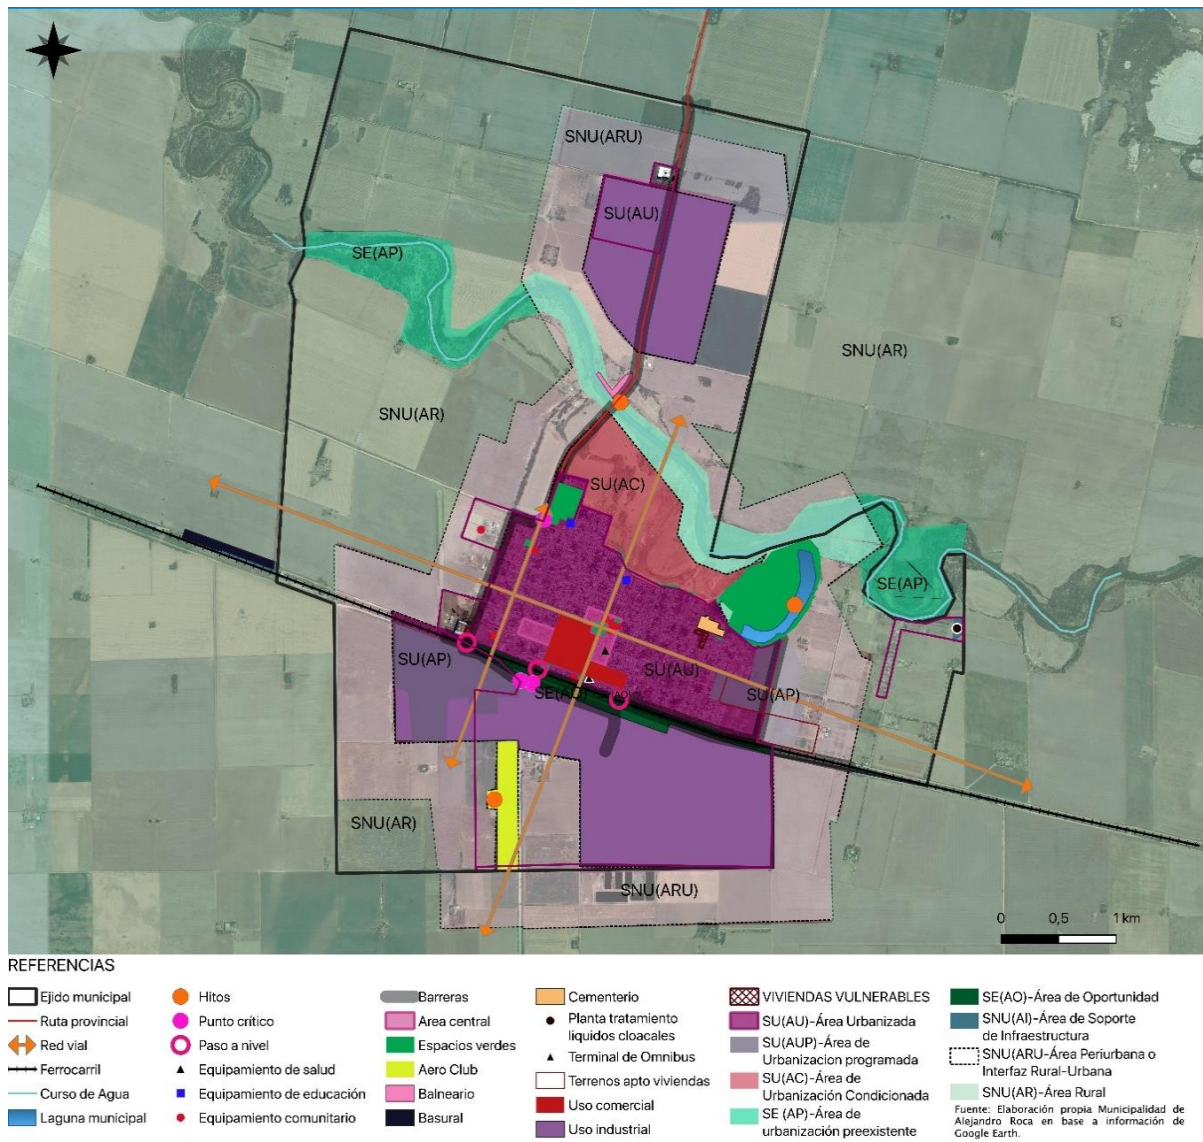 SNU(ARU)
SU(AU)
SE(AP)
SNU(AR)
SNU(AR)
SU(AC)
SE(AP)
SU(AP)
SU(AU)
SU(AP)
SNU(AR)
SNU(ARU)
0 0,5 1 km
REFERENCIAS
Ejido municipal
Ruta provincial
Red vial
Ferrocarril
Curso de Agua
Laguna municipal
Hitos
Punto crítico
Paso a nivel
Equipamiento de salud
Equipamiento de educación
Equipamiento comunitario
Barreras
Area central
Espacios verdes
Aero Club
Balneario
Basural
Cementerio
Planta tratamiento
liquidos cloacales
Terminal de Omnibus
Terrenos apto viviendas
Uso comercial
Uso industrial
VIVIENDAS VULNERABLES
SU(AU)-Área Urbanizada
SU(AUP)-Área de
Urbanizacion programada
SU(AC)-Área de
Urbanización Condicionada
SE (AP)-Área de
urbanización preexistente
SE(AO)-Área de Oportunidad
SNU(AI)-Área de Soporte
de Infraestructura
SNU(ARU-Área Periurbana o
Interfaz Rural-Urbana
SNU(AR)-Área Rural
Fuente: Elaboración propia Municipalidad de
Alejandro Roca en base a información de
Google Earth.